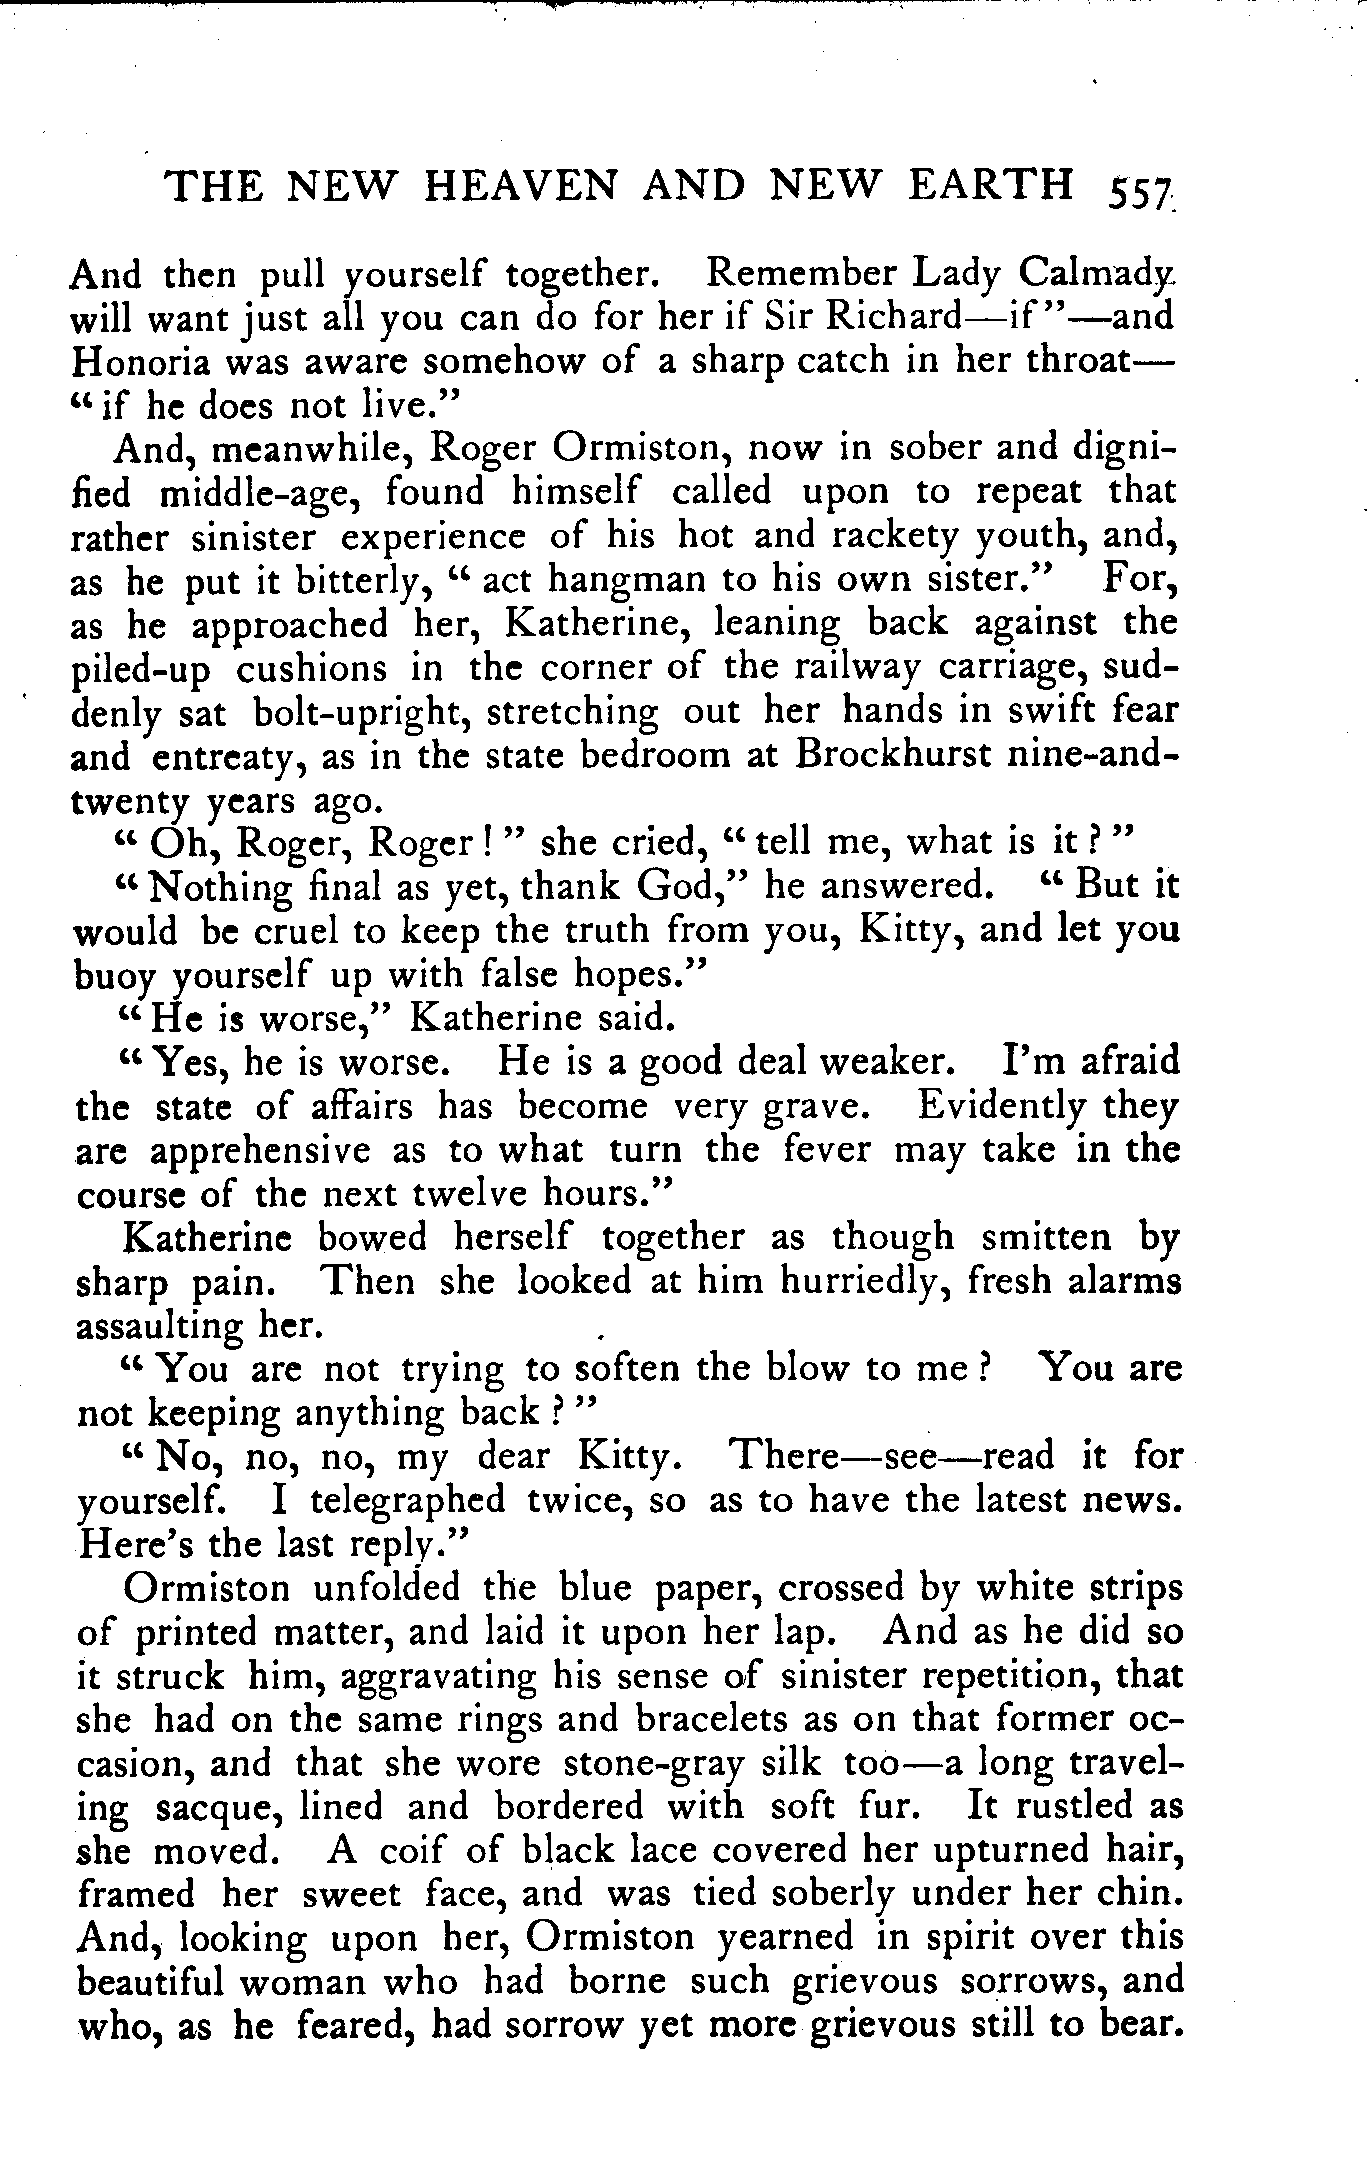 THE NEW HEAVEN AND NEW EARTH 557
And then pull yourself together. Remember Lady Calmady
will want just all you can do for her if Sir Richard—if”—and
Honoria was aware somehow of a sharp catch in her throat—
“if he does not live.”
And, meanwhile, Roger Ormiston, now in sober and digni-
fied middle-age, found himself called upon to repeat that
rather sinister experience of his hot and rackety youth, and,
as he put it bitterly, “act hangman to his own sister.” For,
as he approached her, Katherine, leaning back against the
piled-up cushions in the corner of the railway carriage, sud-
denly sat bolt-upright, stretching out her hands in swift fear
and entreaty, as in the state bedroom at Brockhurst nine-and-
twenty years ago.
“Oh, Roger, Roger!” she cried, “tell me, what is it?”
“Nothing final as yet, thank God,” he answered. “But it
would be cruel to keep the truth from you, Kitty, and let you
buoy yourself up with false hopes.”
“He is worse,” Katherine said.
“Yes, he is worse. He is a good deal weaker. I’m afraid
the state of affairs has become very grave. Evidently they
are apprehensive as to what turn the fever may take in the
course of the next twelve hours.”
Katherine bowed herself together as though smitten by
sharp pain. Then she looked at him hurriedly, fresh alarms
assaulting her.
“You are not trying to soften the blow to me? You are
not keeping anything back?”
“No, no, no, my dear Kitty. There—see—read it for
yourself. I telegraphed twice, so as to have the latest news.
Here’s the last reply.”
Ormiston unfolded the blue paper, crossed by white strips
of printed matter, and laid it upon her lap. And as he did so
it struck him, aggravating his sense of sinister repetition, that
she had on the same rings and bracelets as on that former oc-
casion, and that she wore stone-gray silk too—a long travel-
ing sacque, lined and bordered with soft fur. It rustled as
she moved. A coif of black lace covered her upturned hair,
framed her sweet face, and was tied soberly under her chin.
And, looking upon her, Ormiston yearned in spirit over this
beautiful woman who had borne such grievous sorrows, and
who, as he feared, had sorrow yet more grievous still to bear.